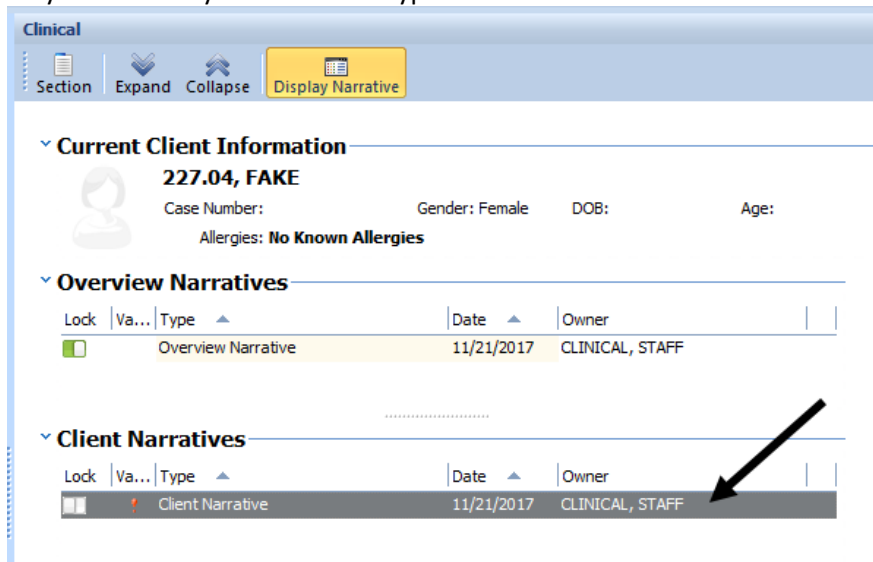 Clinical
Section Expand Collapse Display Narrative
Current Client Information
227.04, FAKE
Case Number: Gender: Female DOB: Age:
Allergies: No Known Allergies
Overview Narratives
Lock Va... Type Date Owner
Overview Narrative 11/21/2017 CLINICAL, STAFF
Client Narratives
Lock Va... Type Date Owner
Client Narrative 11/21/2017 CLINICAL, STAFF